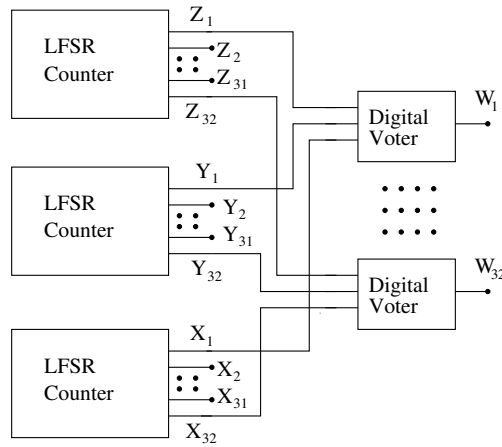 LFSR
Counter
Z1
Z2
Z31
Z32
LFSR
Counter
Y1
Y2
Y31
Y32
LFSR
Counter
X1
X2
X31
X32
Digital
Voter
W1
Digital
Voter
W32